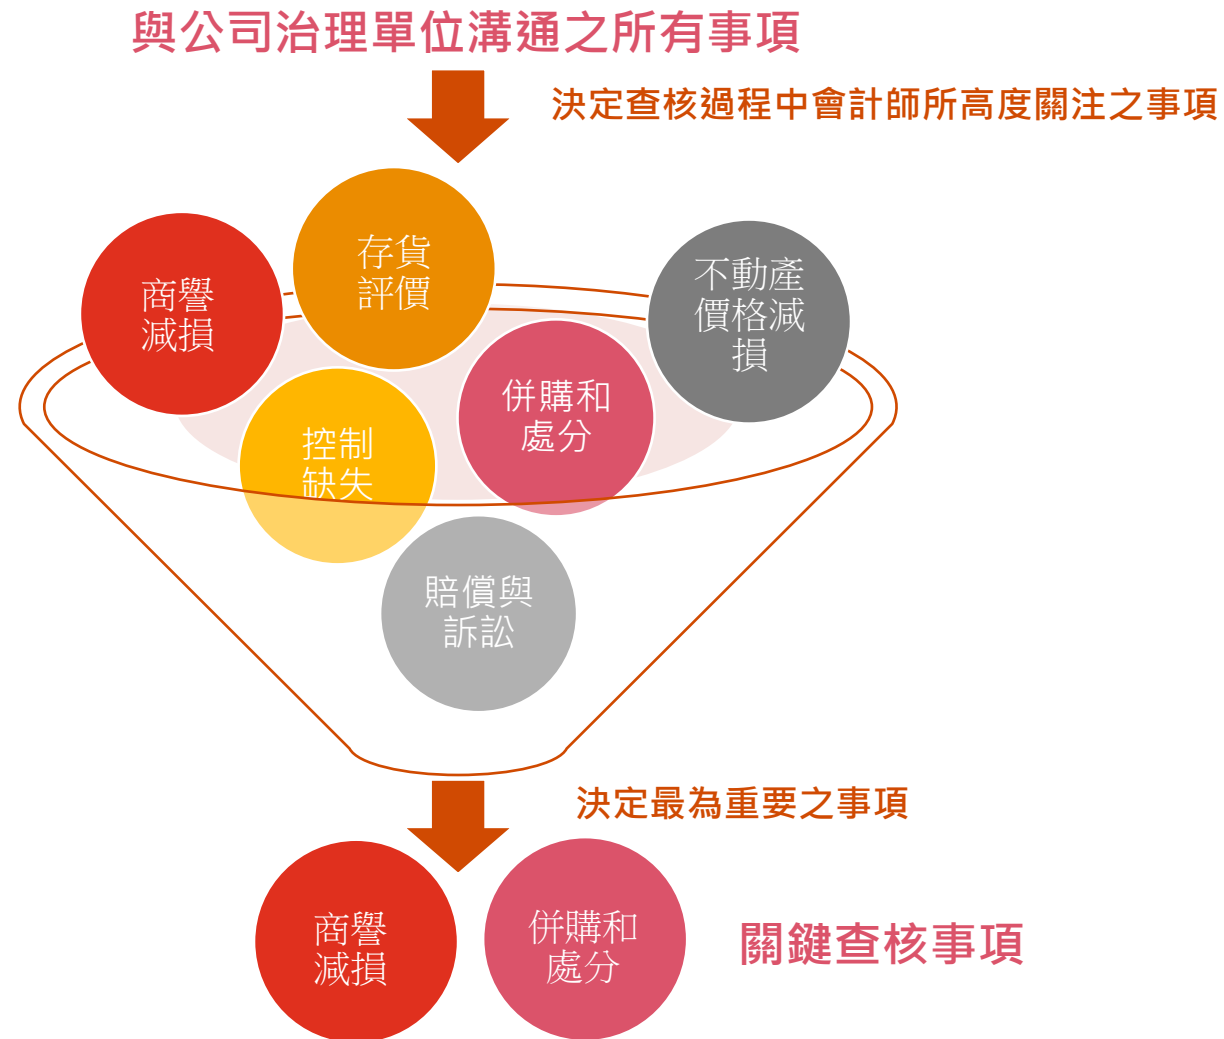 與公司治理單位溝通之所有事項
決定查核過程中會計師所高度關注之事項
商譽
減損
存貨
評價
不動產
價格減
損
控制
缺失
併購和
處分
賠償與
訴訟
決定最為重要之事項
商譽
減損
併購和
處分
關鍵查核事項